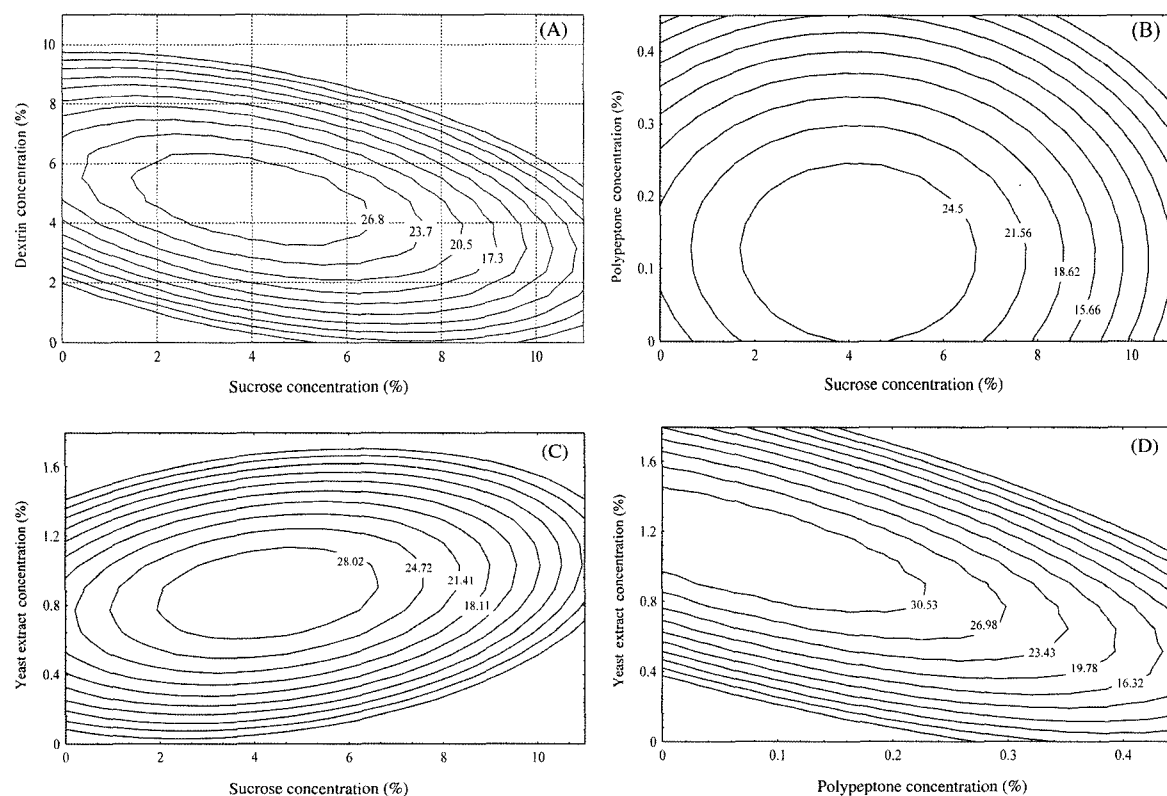 (A)
10
8
6
4
2
0
Dextrin concentration (%)
26.8
23.7
20.5
17.3
0 2 4 6 8 10
Sucrose concentration (%)
(B)
0.4
0.3
0.2
0.1
0
Polypeptone concentration (%)
24.5
21.56
18.62
15.66
0 2 4 6 8 10
Sucrose concentration (%)
(C)
1.6
1.2
0.8
0.4
0
Yeast extract concentration (%)
28.02
24.72
21.41
18.11
0 2 4 6 8 10
Sucrose concentration (%)
(D)
1.6
1.2
0.8
0.4
0
Yeast extract concentration (%)
30.53
26.98
23.43
19.78
16.32
0 0.2 0.3 0.4
Polypeptone concentration (%)